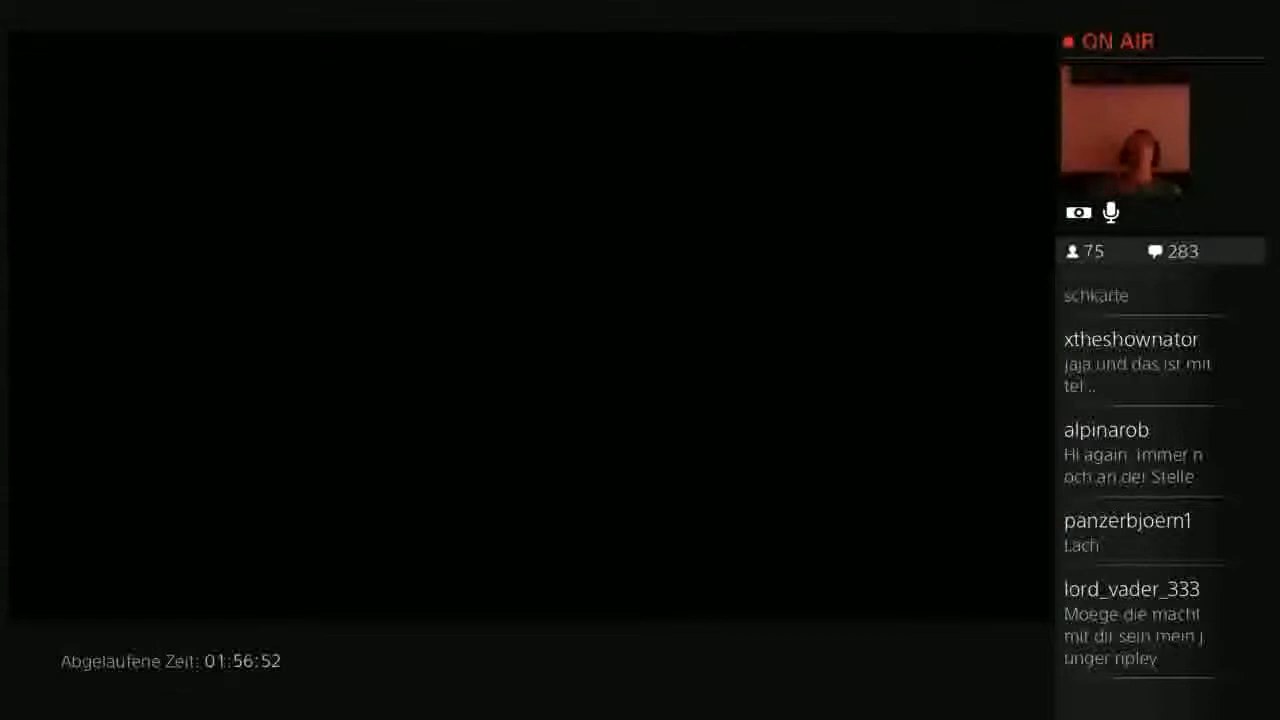 ON AIR
75 283
schkarte
xtheshownator
jaja und das ist mit
tel ..
alpinarob
Hi again. Immer n
och an der Stelle
panzerbjoern1
Lach
lord_vader_333
Moege die macht
mit dir sein mein j
unger ripley
Abgelaufene Zeit: 01:56:52